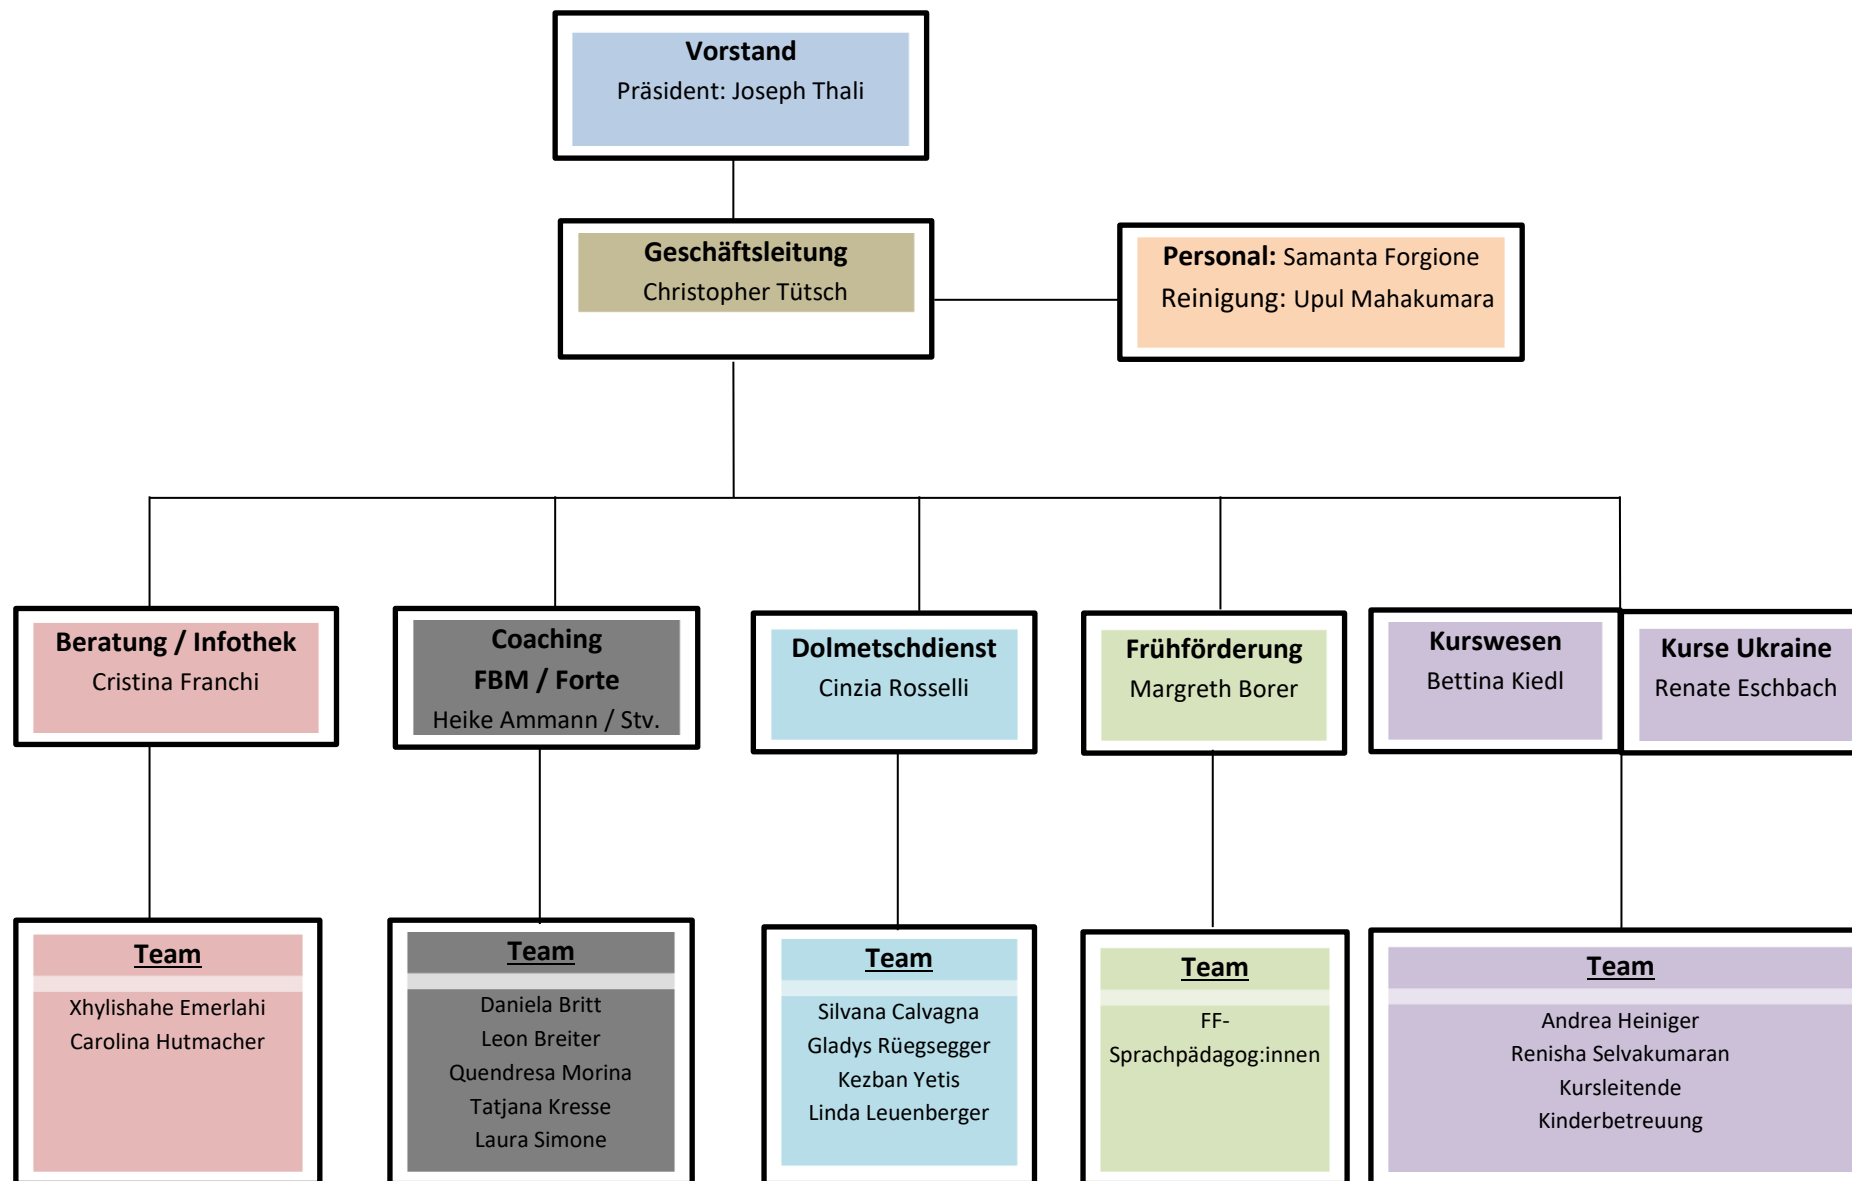 Vorstand
Präsident: Joseph Thali
Geschäftsleitung
Christopher Tütsch
Personal: Samanta Forgione
Reinigung: Upul Mahakumara
Beratung / Infothek
Cristina Franchi
Coaching
FBM / Forte
Heike Ammann / Stv.
Dolmetschdienst
Cinzia Rosselli
Frühförderung
Margreth Borer
Kurswesen
Bettina Kiedl
Kurse Ukraine
Renate Eschbach
Team
Xhylishahe Emerlahi
Carolina Hutmacher
Team
Daniela Britt
Leon Breiter
Quendresa Morina
Tatjana Kresse
Laura Simone
Team
Silvana Calvagna
Gladys Rüegsegger
Kezban Yetis
Linda Leuenberger
Team
FF-
Sprachpädagog:innen
Team
Andrea Heiniger
Renisha Selvakumaran
Kursleitende
Kinderbetreuung